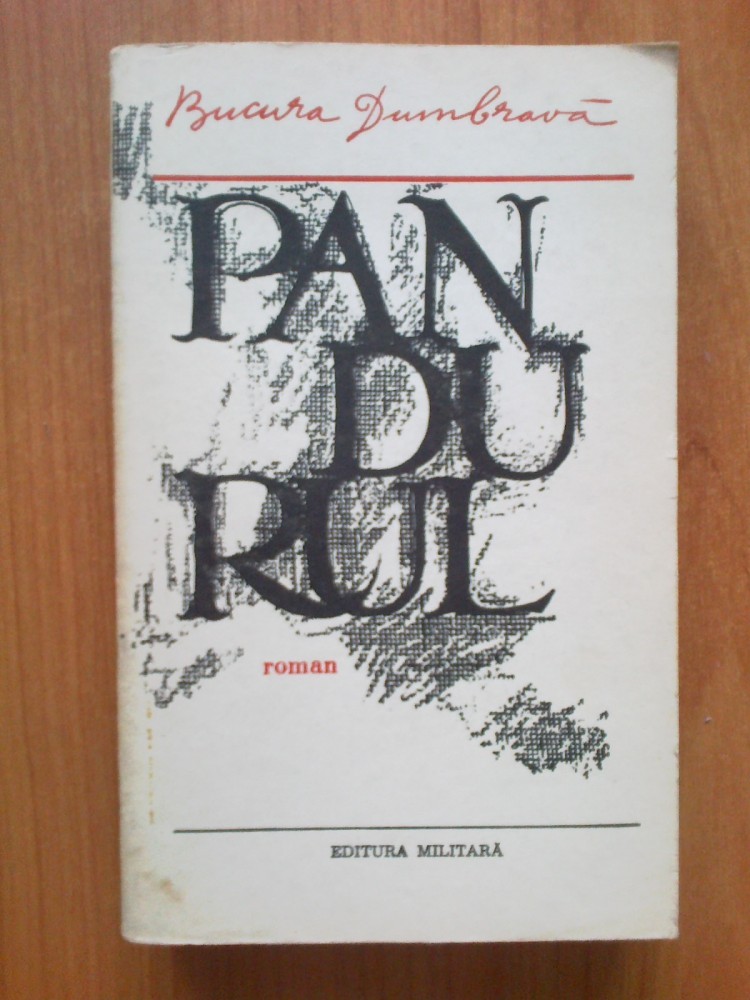 Bucura Dumbravă
PAN
DU
RUL
roman
EDITURA MILITARĂ